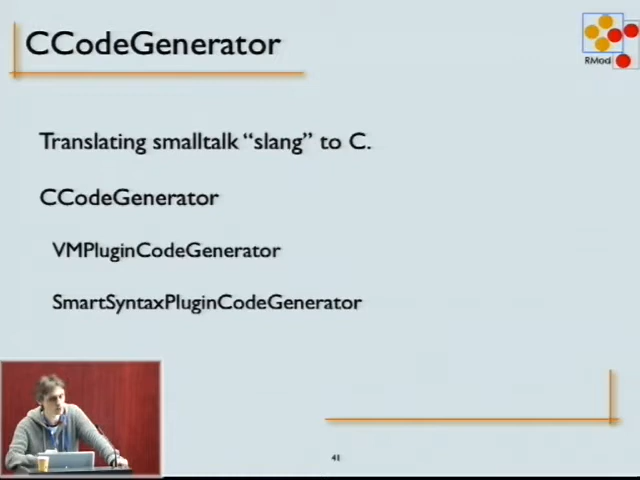 CCodeGenerator
RMod
Translating smalltalk “slang” to C.
CCodeGenerator
VMPluginCodeGenerator
SmartSyntaxPluginCodeGenerator
41